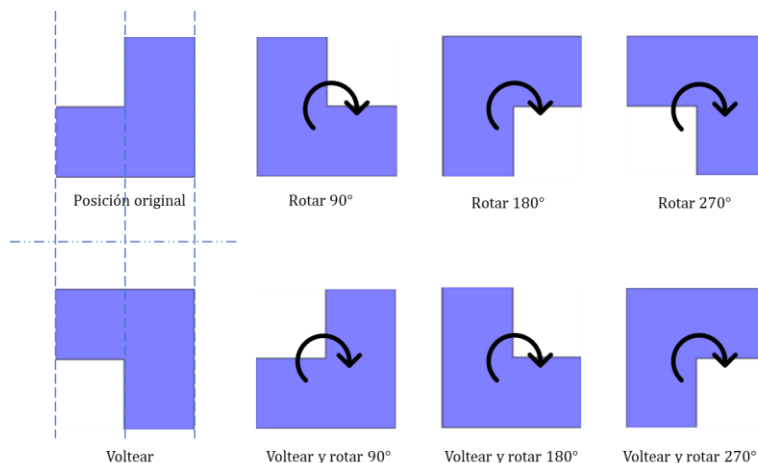 Posición original
Rotar 90°
Rotar 180°
Rotar 270°
Voltear
Voltear y rotar 90°
Voltear y rotar 180°
Voltear y rotar 270°